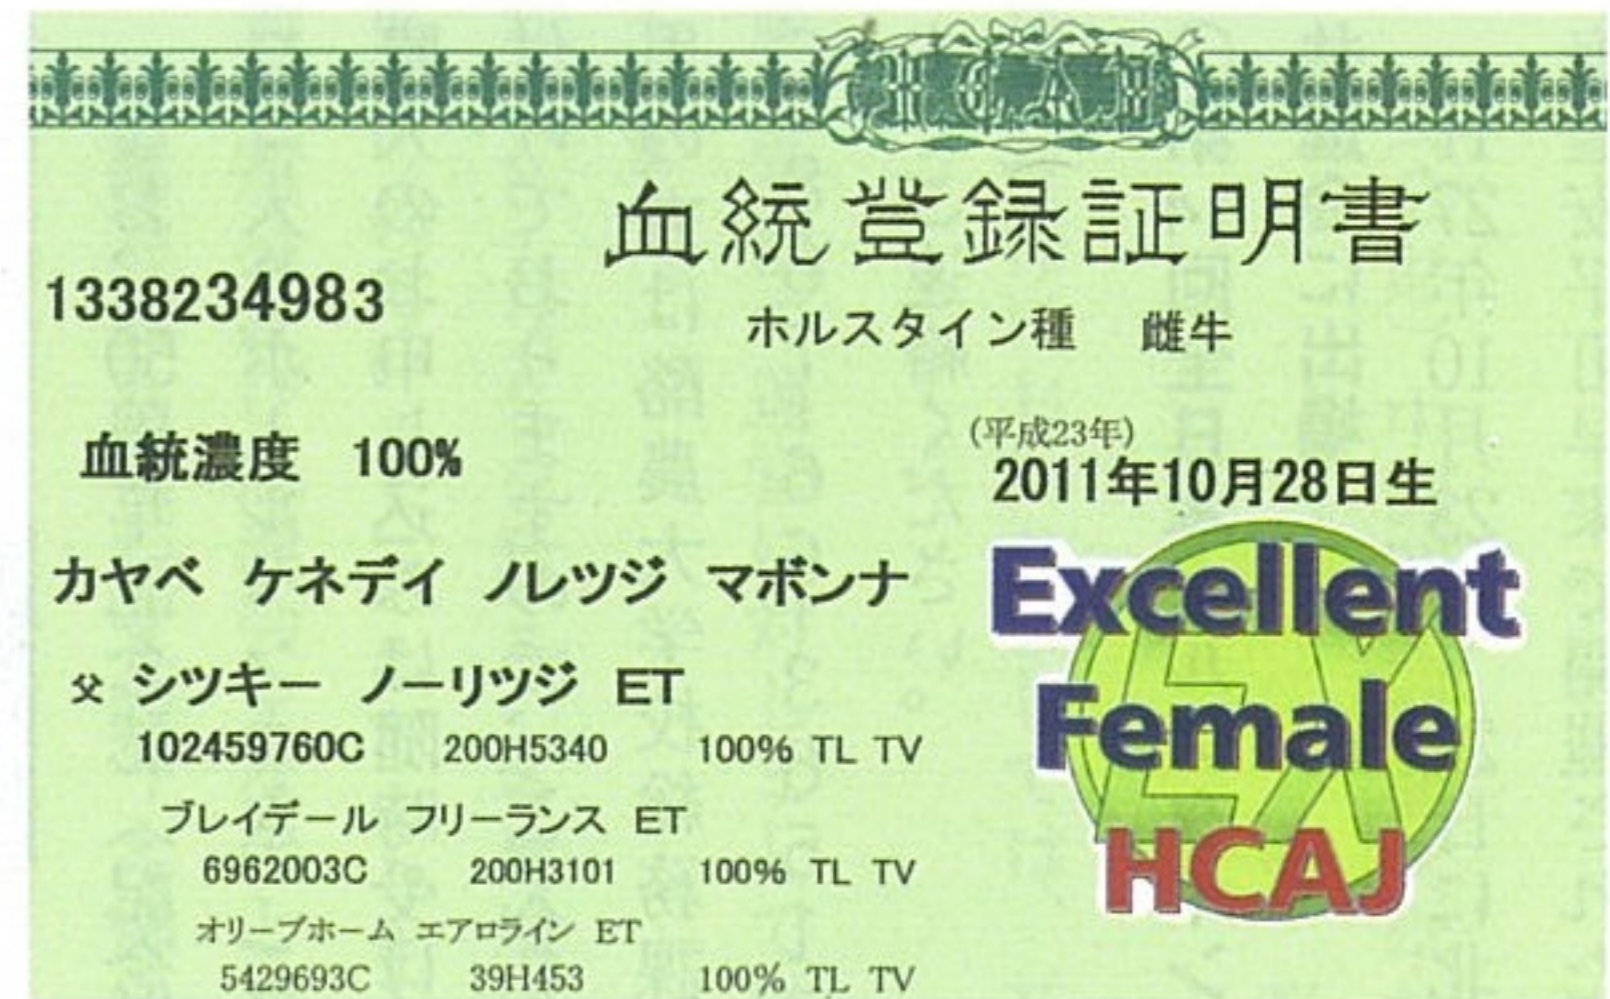 HCAJ
血統登録証明書
1338234983
ホルスタイン種 雌牛
血統濃度 100%
(平成23年)
2011年10月28日生
カヤベ ケネデイ ノレツジ マボンナ
Excellent
Female
EX
HCAJ
父 シツキー ノーリツジ ET
102459760C 200H5340 100% TL TV
ブレイデール フリーランス ET
6962003C 200H3101 100% TL TV
オリーブホーム エアロライン ET
5429693C 39H453 100% TL TV